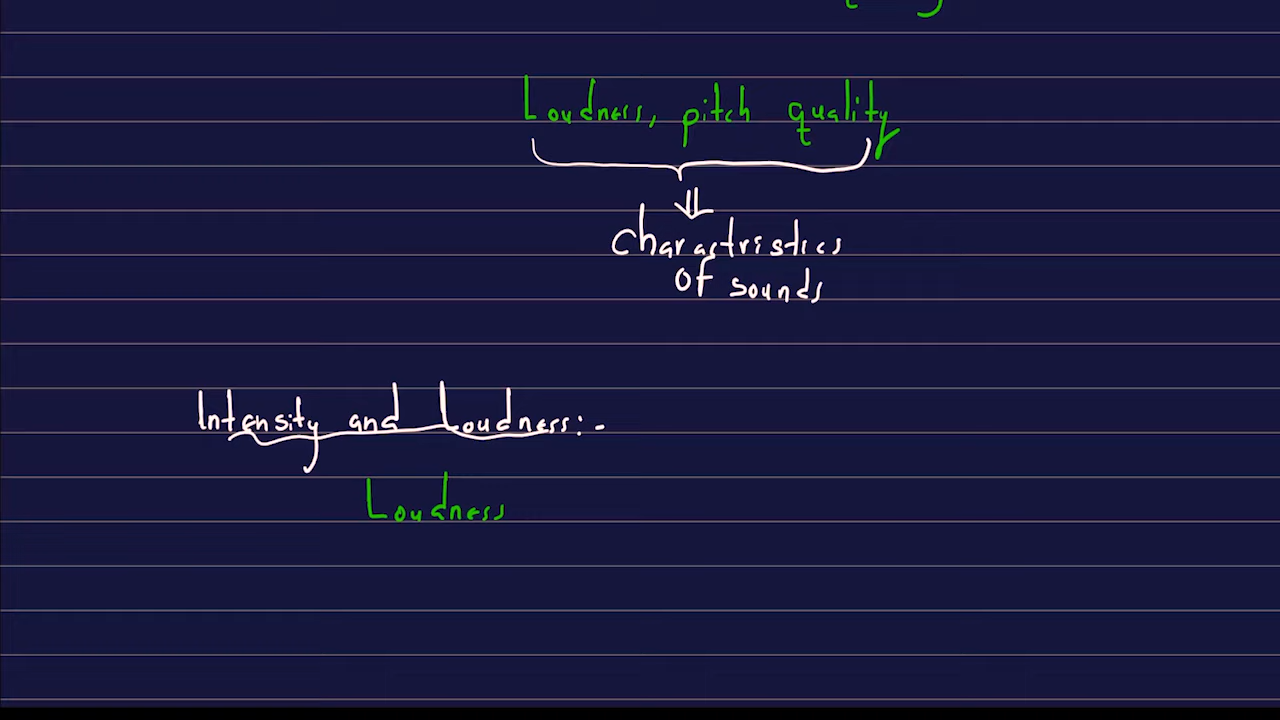 Loudness, pitch quality
charactristics
of sounds
Intensity and Loudness:-
Loudness